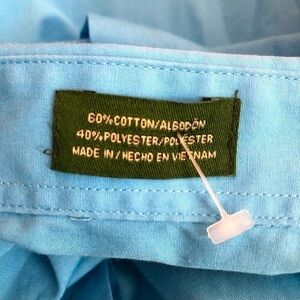 60% COTTON/ALGODÓN
40% POLYESTER/POLIESTER
MADE IN/HECHO EN VIETNAM